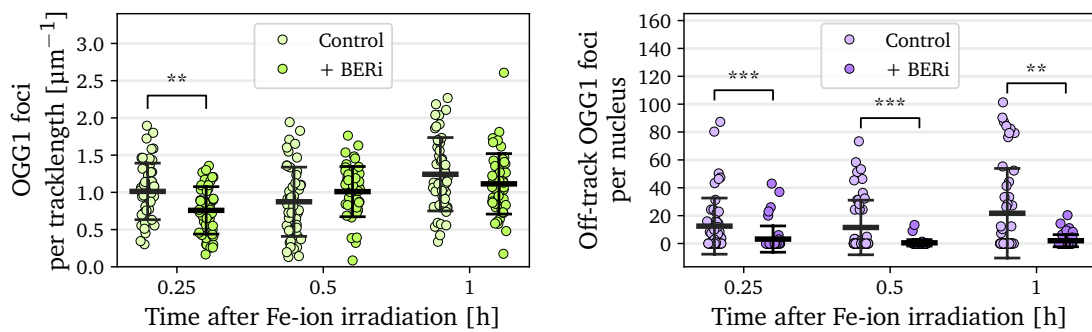 OGG1 foci
per tracklength [µm⁻¹]
3.0
2.5
2.0
1.5
1.0
0.5
0.0
Control
+ BERi
**
0.25
0.5
1
Time after Fe-ion irradiation [h]
Off-track OGG1 foci
per nucleus
160
140
120
100
80
60
40
20
0
Control
+ BERi
***
***
**
0.25
0.5
1
Time after Fe-ion irradiation [h]